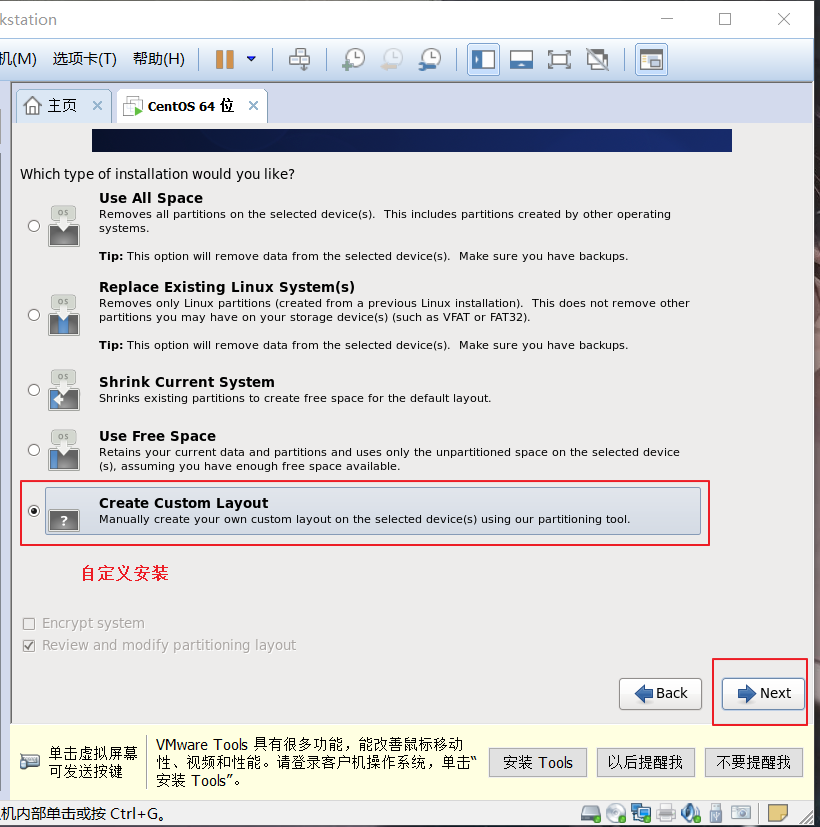 kstation
机(M) 选项卡(T) 帮助(H)
主页 CentOS 64 位
Which type of installation would you like?
Use All Space
Removes all partitions on the selected device(s). This includes partitions created by other operating
systems.
Tip: This option will remove data from the selected device(s). Make sure you have backups.
Replace Existing Linux System(s)
Removes only Linux partitions (created from a previous Linux installation). This does not remove other
partitions you may have on your storage device(s) (such as VFAT or FAT32).
Tip: This option will remove data from the selected device(s). Make sure you have backups.
Shrink Current System
Shrinks existing partitions to create free space for the default layout.
Use Free Space
Retains your current data and partitions and uses only the unpartitioned space on the selected device
(s), assuming you have enough free space available.
Create Custom Layout
Manually create your own custom layout on the selected device(s) using our partitioning tool.
自定义安装
Encrypt system
Review and modify partitioning layout
Back Next
单击虚拟屏幕
可发送按键
VMware Tools 具有很多功能，能改善鼠标移动
性、视频和性能。请登录客户机操作系统，单击“
安装 Tools”。
安装 Tools 以后提醒我 不要提醒我
机内部单击或按 Ctrl+G。